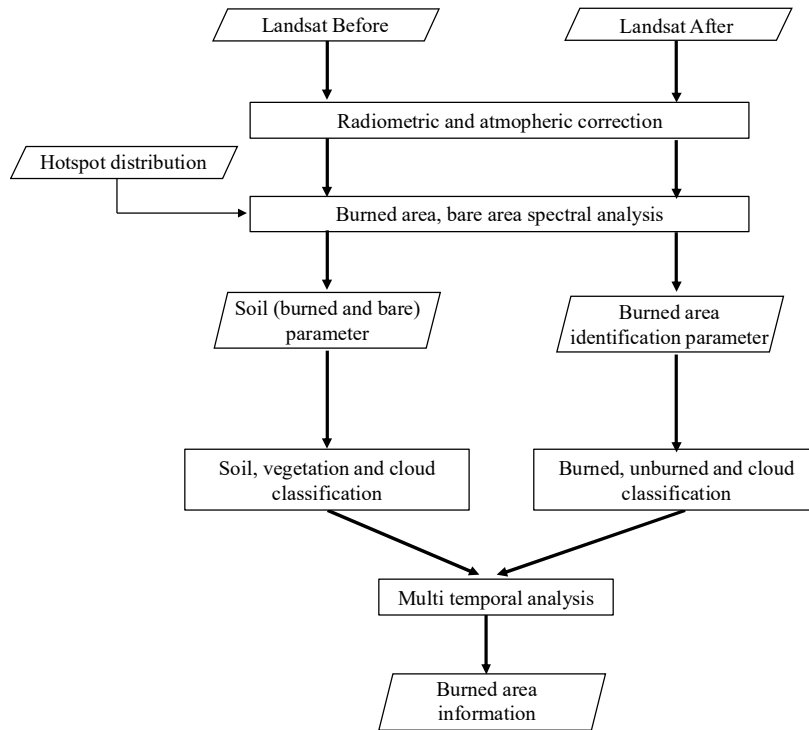 Landsat Before
Landsat After
Radiometric and atmopheric correction
Hotspot distribution
Burned area, bare area spectral analysis
Soil (burned and bare)
parameter
Burned area
identification parameter
Soil, vegetation and cloud
classification
Burned, unburned and cloud
classification
Multi temporal analysis
Burned area
information